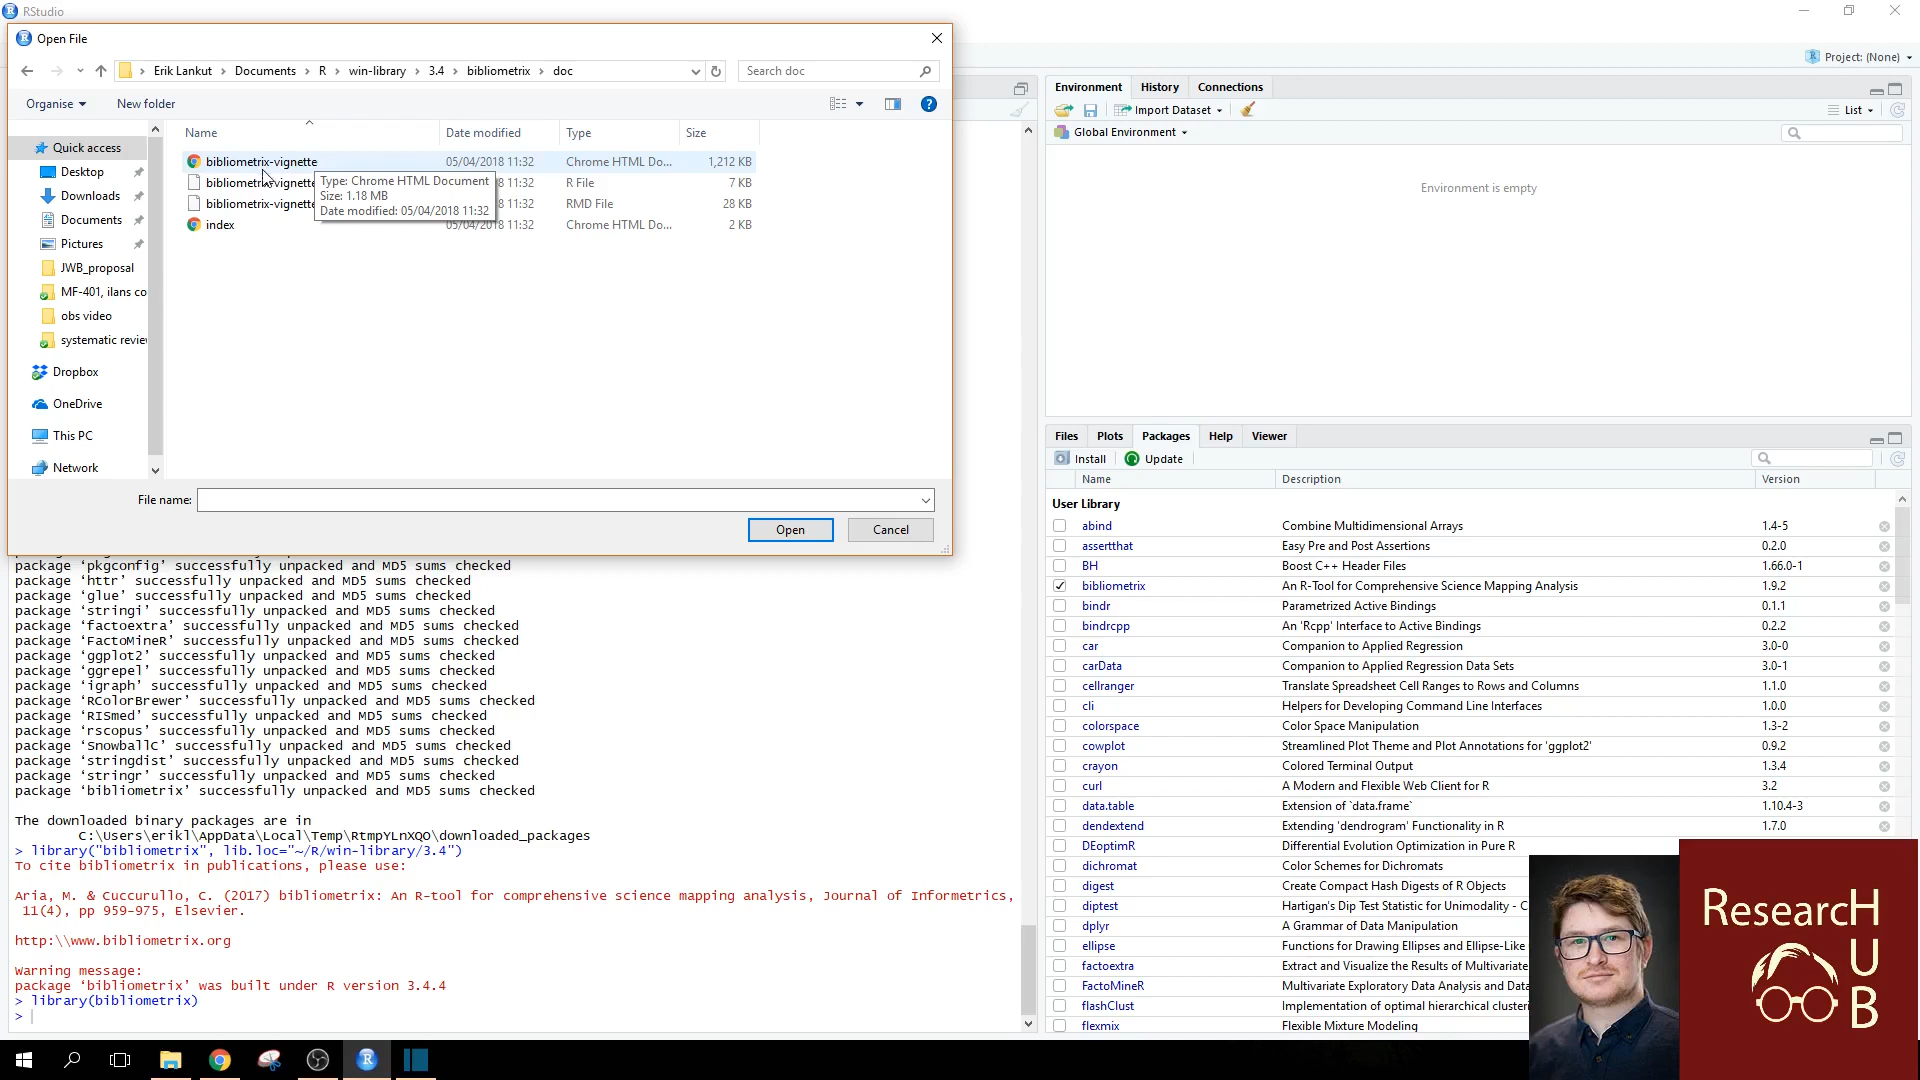 RStudio
Open File
Erik Lankut > Documents > R > win-library > 3.4 > bibliometrix > doc
Search doc
Organise
New folder
Name Date modified Type Size
Quick access
Desktop
Downloads
Documents
Pictures
JWB_proposal
MF-401, ilans co
obs video
systematic review
Dropbox
OneDrive
This PC
Network
bibliometrix-vignette 05/04/2018 11:32 Chrome HTML Do... 1,212 KB
bibliometrix-vignette 8 11:32 R File 7 KB
bibliometrix-vignette 8 11:32 RMD File 28 KB
index 05/04/2018 11:32 Chrome HTML Do... 2 KB
Type: Chrome HTML Document
Size: 1.18 MB
Date modified: 05/04/2018 11:32
File name:
Open
Cancel
package ‘pkgconfig’ successfully unpacked and MD5 sums checked
package ‘httr’ successfully unpacked and MD5 sums checked
package ‘glue’ successfully unpacked and MD5 sums checked
package ‘stringi’ successfully unpacked and MD5 sums checked
package ‘factoextra’ successfully unpacked and MD5 sums checked
package ‘FactoMineR’ successfully unpacked and MD5 sums checked
package ‘ggplot2’ successfully unpacked and MD5 sums checked
package ‘ggrepel’ successfully unpacked and MD5 sums checked
package ‘igraph’ successfully unpacked and MD5 sums checked
package ‘RColorBrewer’ successfully unpacked and MD5 sums checked
package ‘RISmed’ successfully unpacked and MD5 sums checked
package ‘rscopus’ successfully unpacked and MD5 sums checked
package ‘SnowballC’ successfully unpacked and MD5 sums checked
package ‘stringdist’ successfully unpacked and MD5 sums checked
package ‘stringr’ successfully unpacked and MD5 sums checked
package ‘bibliometrix’ successfully unpacked and MD5 sums checked
The downloaded binary packages are in
C:\Users\erikl\AppData\Local\Temp\RtmpYLnXQO\downloaded_packages
> library("bibliometrix", lib.loc="~/R/win-library/3.4")
To cite bibliometrix in publications, please use:
Aria, M. & Cuccurullo, C. (2017) bibliometrix: An R-tool for comprehensive science mapping analysis, Journal of Informetrics,
11(4), pp 959-975, Elsevier.
http:\\www.bibliometrix.org
Warning message:
package ‘bibliometrix’ was built under R version 3.4.4
> library(bibliometrix)
>
Project: (None)
Environment History Connections
Import Dataset
List
Global Environment
Environment is empty
Files Plots Packages Help Viewer
Install Update
Name Description Version
User Library
abind Combine Multidimensional Arrays 1.4-5
assertthat Easy Pre and Post Assertions 0.2.0
BH Boost C++ Header Files 1.66.0-1
bibliometrix An R-Tool for Comprehensive Science Mapping Analysis 1.9.2
bindr Parametrized Active Bindings 0.1.1
bindrcpp An 'Rcpp' Interface to Active Bindings 0.2.2
car Companion to Applied Regression 3.0-0
carData Companion to Applied Regression Data Sets 3.0-1
cellranger Translate Spreadsheet Cell Ranges to Rows and Columns 1.1.0
cli Helpers for Developing Command Line Interfaces 1.0.0
colorspace Color Space Manipulation 1.3-2
cowplot Streamlined Plot Theme and Plot Annotations for 'ggplot2' 0.9.2
crayon Colored Terminal Output 1.3.4
curl A Modern and Flexible Web Client for R 3.2
data.table Extension of `data.frame` 1.10.4-3
dendextend Extending 'dendrogram' Functionality in R 1.7.0
DEoptimR Differential Evolution Optimization in Pure R
dichromat Color Schemes for Dichromats
digest Create Compact Hash Digests of R Objects
diptest Hartigan's Dip Test Statistic for Unimodality - C
dplyr A Grammar of Data Manipulation
ellipse Functions for Drawing Ellipses and Ellipse-Like
factoextra Extract and Visualize the Results of Multivariate
FactoMineR Multivariate Exploratory Data Analysis and Data
flashClust Implementation of optimal hierarchical clusteri
flexmix Flexible Mixture Modeling
ResearcH
U
B